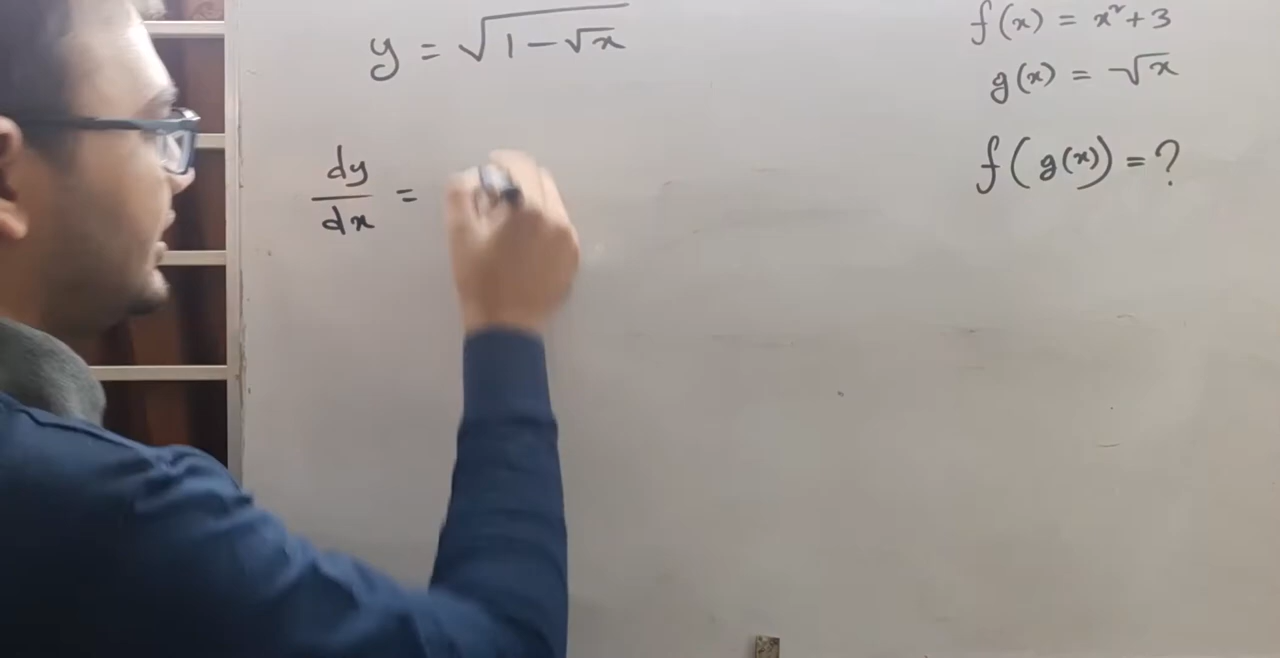 y = √(1 − √x)
dy/dx =
f(x) = x² + 3
g(x) = √x
f(g(x)) = ?